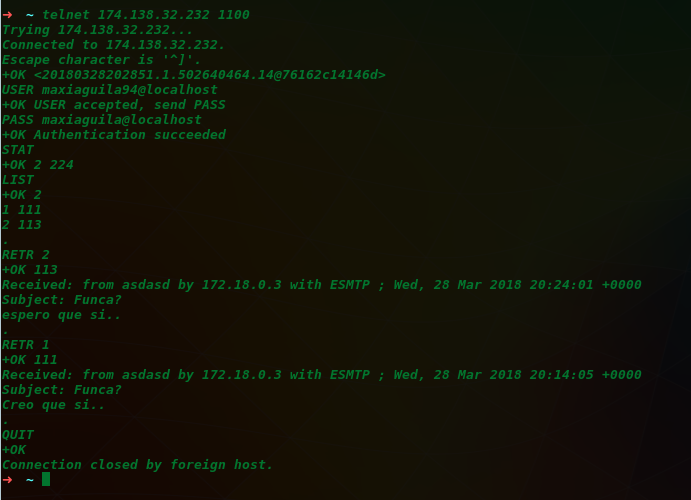 ➜ ~ telnet 174.138.32.232 1100
Trying 174.138.32.232...
Connected to 174.138.32.232.
Escape character is '^]'.
+OK <20180328202851.1.502640464.14@76162c14146d>
USER maxiaguila94@localhost
+OK USER accepted, send PASS
PASS maxiaguila@localhost
+OK Authentication succeeded
STAT
+OK 2 224
LIST
+OK 2
1 111
2 113
.
RETR 2
+OK 113
Received: from asdasd by 172.18.0.3 with ESMTP ; Wed, 28 Mar 2018 20:24:01 +0000
Subject: Funca?
espero que si..
.
RETR 1
+OK 111
Received: from asdasd by 172.18.0.3 with ESMTP ; Wed, 28 Mar 2018 20:14:05 +0000
Subject: Funca?
Creo que si..
.
QUIT
+OK
Connection closed by foreign host.
➜ ~